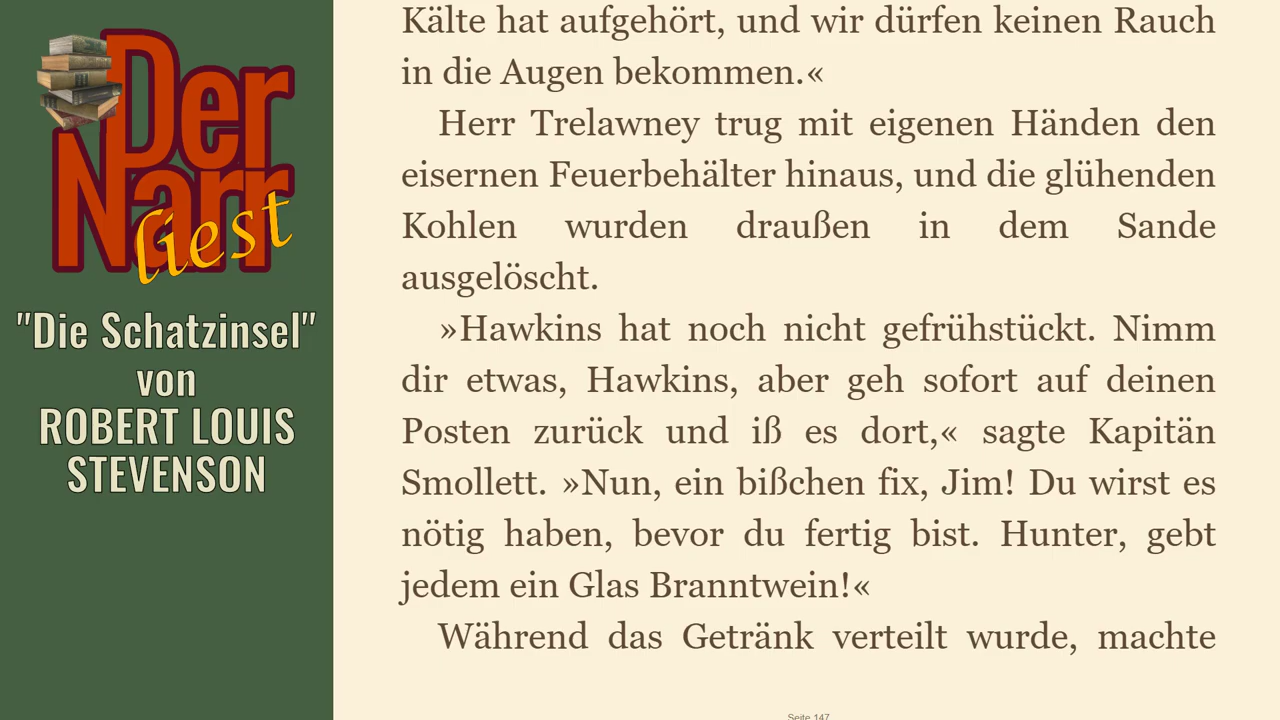 Der
Narr
liest
"Die Schatzinsel"
von
ROBERT LOUIS
STEVENSON
Kälte hat aufgehört, und wir dürfen keinen Rauch
in die Augen bekommen.«
Herr Trelawney trug mit eigenen Händen den
eisernen Feuerbehälter hinaus, und die glühenden
Kohlen wurden draußen in dem Sande
ausgelöscht.
»Hawkins hat noch nicht gefrühstückt. Nimm
dir etwas, Hawkins, aber geh sofort auf deinen
Posten zurück und iß es dort,« sagte Kapitän
Smollett. »Nun, ein bißchen fix, Jim! Du wirst es
nötig haben, bevor du fertig bist. Hunter, gebt
jedem ein Glas Branntwein!«
Während das Getränk verteilt wurde, machte
Seite 147